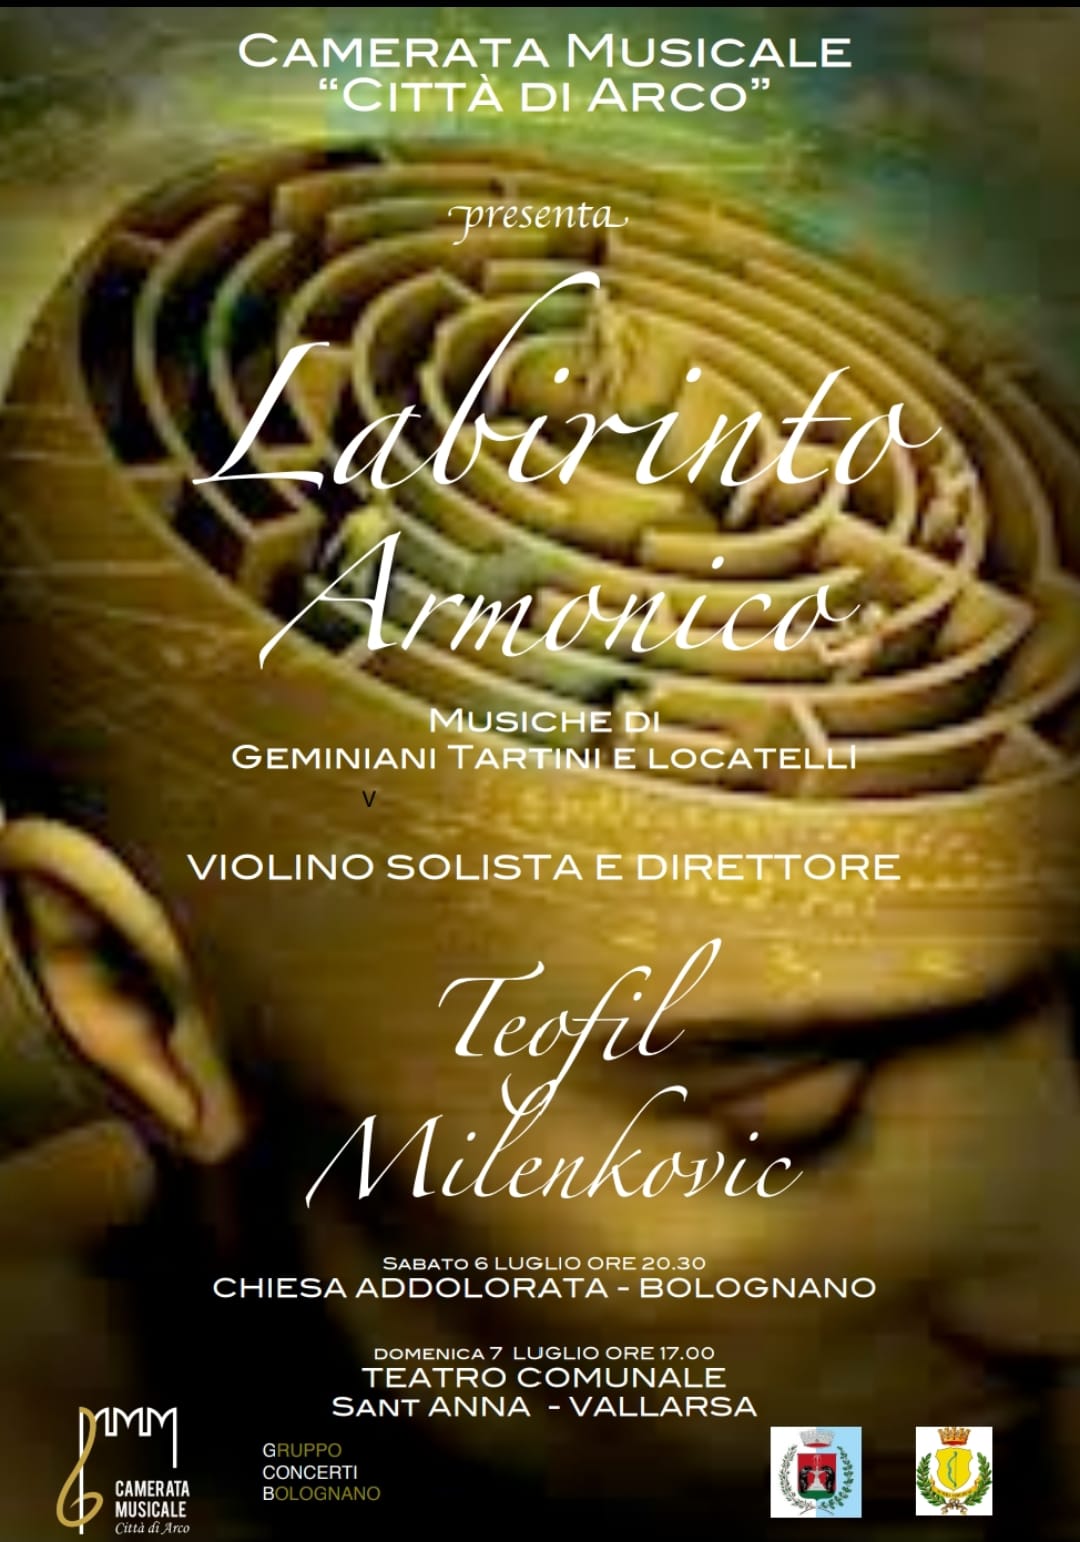 CAMERATA MUSICALE
“CITTÀ DI ARCO”
presenta
Labirinto
Armonico
MUSICHE DI
GEMINIANI TARTINI E LOCATELLI
V
VIOLINO SOLISTA E DIRETTORE
Teofil
Milenkovic
SABATO 6 LUGLIO ORE 20.30
CHIESA ADDOLORATA - BOLOGNANO
DOMENICA 7 LUGLIO ORE 17.00
TEATRO COMUNALE
SANT ANNA - VALLARSA
CAMERATA
MUSICALE
Città di Arco
GRUPPO
CONCERTI
BOLOGNANO